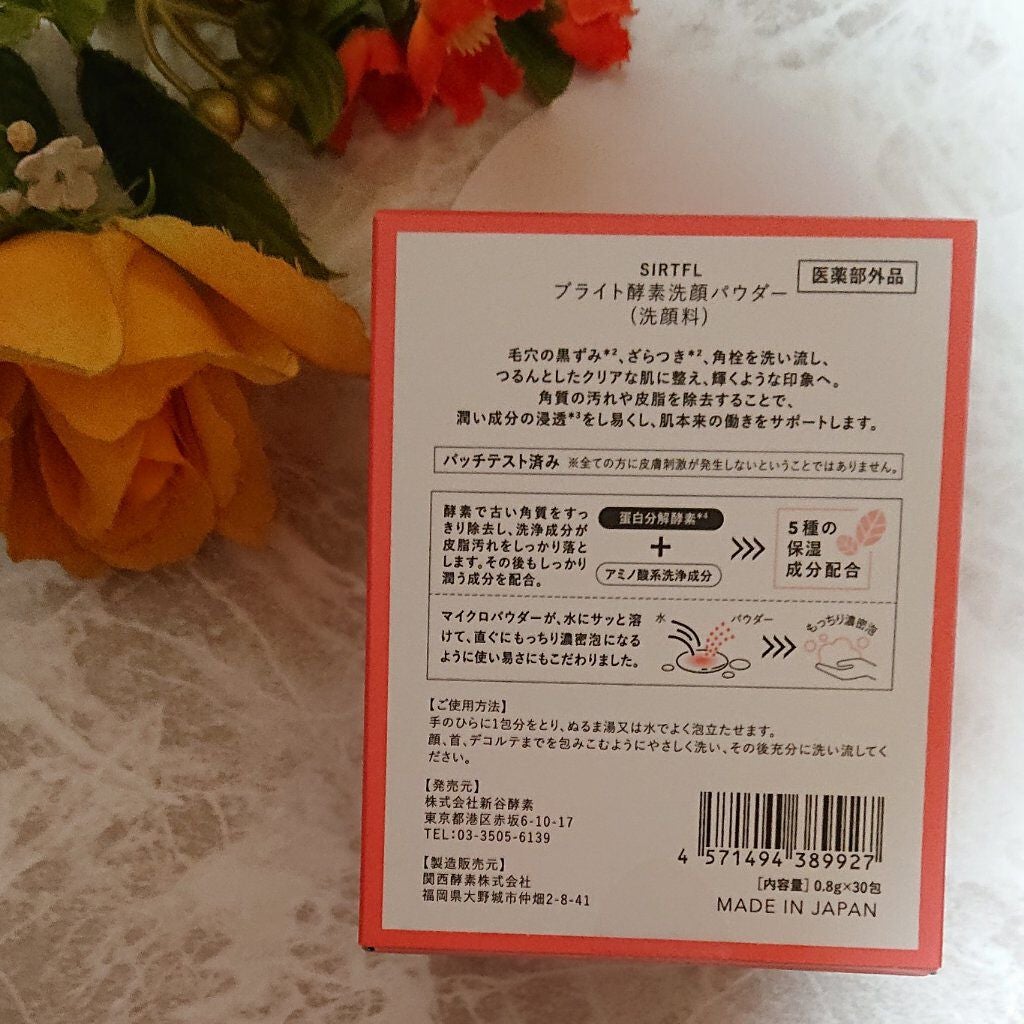 SIRTFL
ブライト酵素洗顔パウダー
(洗顔料)
医薬部外品
毛穴の黒ずみ*²、ざらつき*²、角栓を洗い流し、
つるんとしたクリアな肌に整え、輝くような印象へ。
角質の汚れや皮脂を除去することで、
潤い成分の浸透*³をし易くし、肌本来の働きをサポートします。
パッチテスト済み ※全ての方に皮膚刺激が発生しないということではありません。
酵素で古い角質をすっ
きり除去し、洗浄成分が
皮脂汚れをしっかり落と
します。その後もしっかり
潤う成分を配合。
蛋白分解酵素*⁴
+
アミノ酸系洗浄成分
5種の
保湿
成分配合
マイクロパウダーが、水にサッと溶
けて、直ぐにもっちり濃密泡になる
ように使い易さにもこだわりました。
水
パウダー
もっちり濃密泡
【ご使用方法】
手のひらに1包分をとり、ぬるま湯又は水でよく泡立たせます。
顔、首、デコルテまでを包みこむようにやさしく洗い、その後充分に洗い流してく
ださい。
【発売元】
株式会社新谷酵素
東京都港区赤坂6-10-17
TEL:03-3505-6139
【製造販売元】
関西酵素株式会社
福岡県大野城市仲畑2-8-41
4 571494 389927
[内容量] 0.8g×30包
MADE IN JAPAN